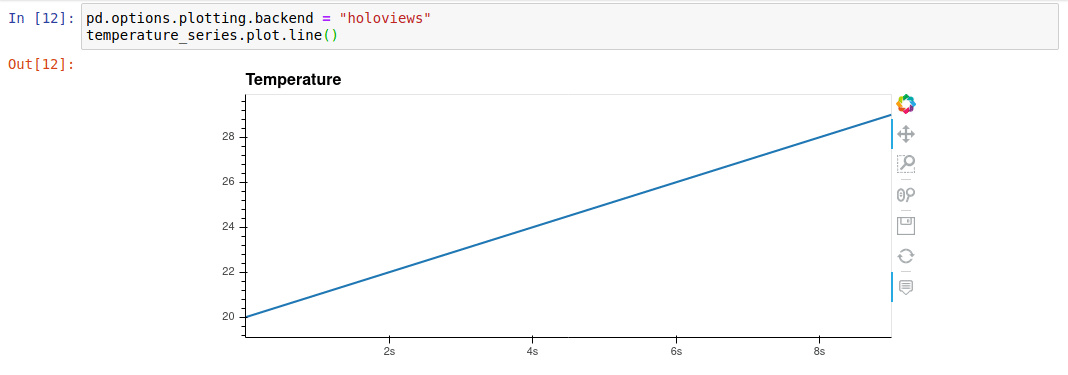 In [12]: pd.options.plotting.backend = "holoviews"
temperature_series.plot.line()
Out[12]:
Temperature
28
26
24
22
20
2s 4s 6s 8s